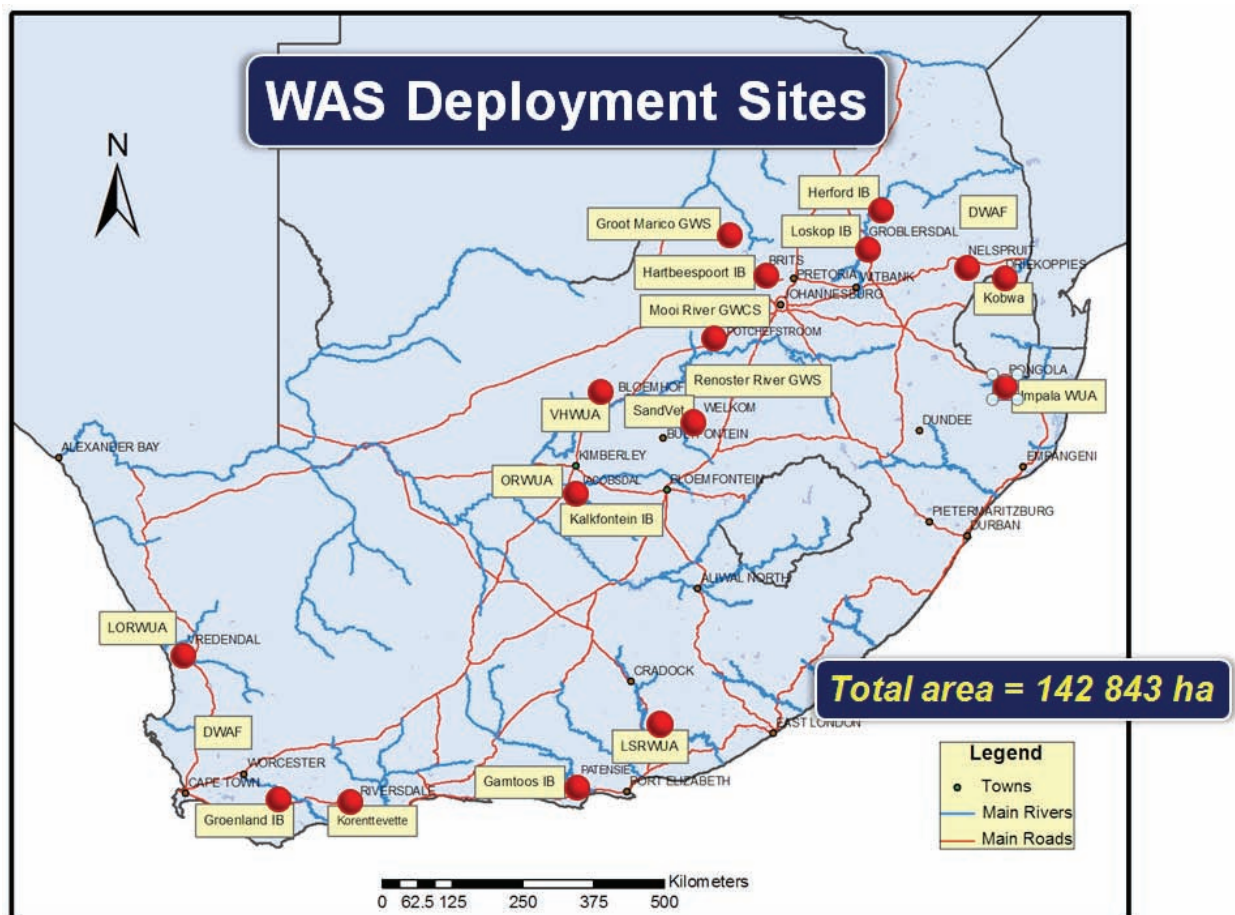 WAS Deployment Sites
N
Herford IB
DWAF
Groot Marico GWS
Loskop IB
GROBLERSDAL
NELSPRUIT
Hartbeespoort IB
BRITS
PRETORIA
WITBANK
DRIEKOPPIES
JOHANNESBURG
Kobwa
Mooi River GWCS
POTCHEFSTROOM
Renoster River GWS
PONGOLA
Impala WUA
BLOEMHOF
VHWUA
SandVet
WELKOM
BULTFONTEIN
DUNDEE
ALEXANDER BAY
KIMBERLEY
EMPANGENI
ORWUA
JACOBSDAL
BLOEMFONTEIN
Kalkfontein IB
PIETERMARITZBURG
DURBAN
ALIWAL NORTH
LORWUA
VREDENDAL
CRADOCK
Total area = 142 843 ha
DWAF
LSRWUA
EAST LONDON
WORCESTER
CAPE TOWN
Groenland IB
RIVERSDALE
Korenttevette
Gamtoos IB
PATENSIE
PORT ELIZABETH
Legend
Towns
Main Rivers
Main Roads
Kilometers
0 62.5 125 250 375 500